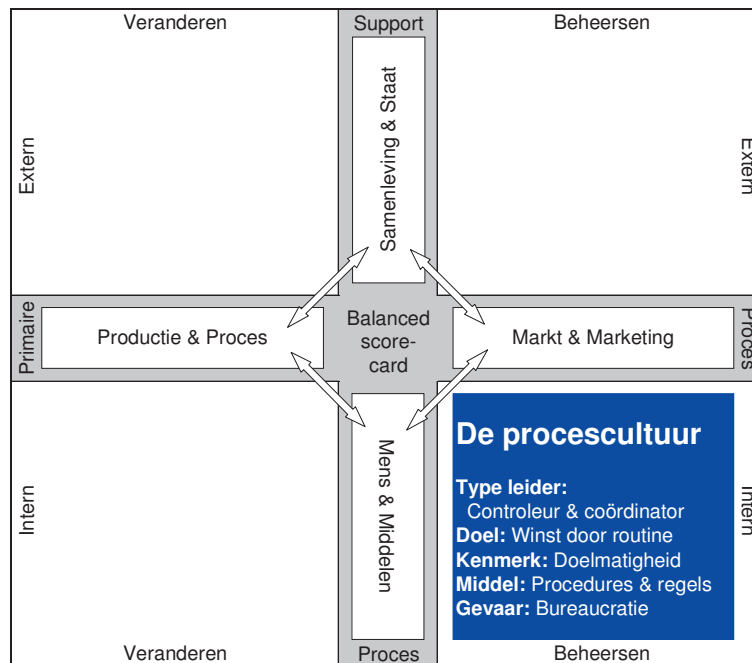 Veranderen
Support
Beheersen
Extern
Samenleving & Staat
Extern
Primaire
Productie & Proces
Balanced
score-
card
Markt & Marketing
Proces
Intern
Mens & Middelen
De procescultuur
Type leider:
Controleur & coördinator
Doel: Winst door routine
Kenmerk: Doelmatigheid
Middel: Procedures & regels
Gevaar: Bureaucratie
Intern
Veranderen
Proces
Beheersen